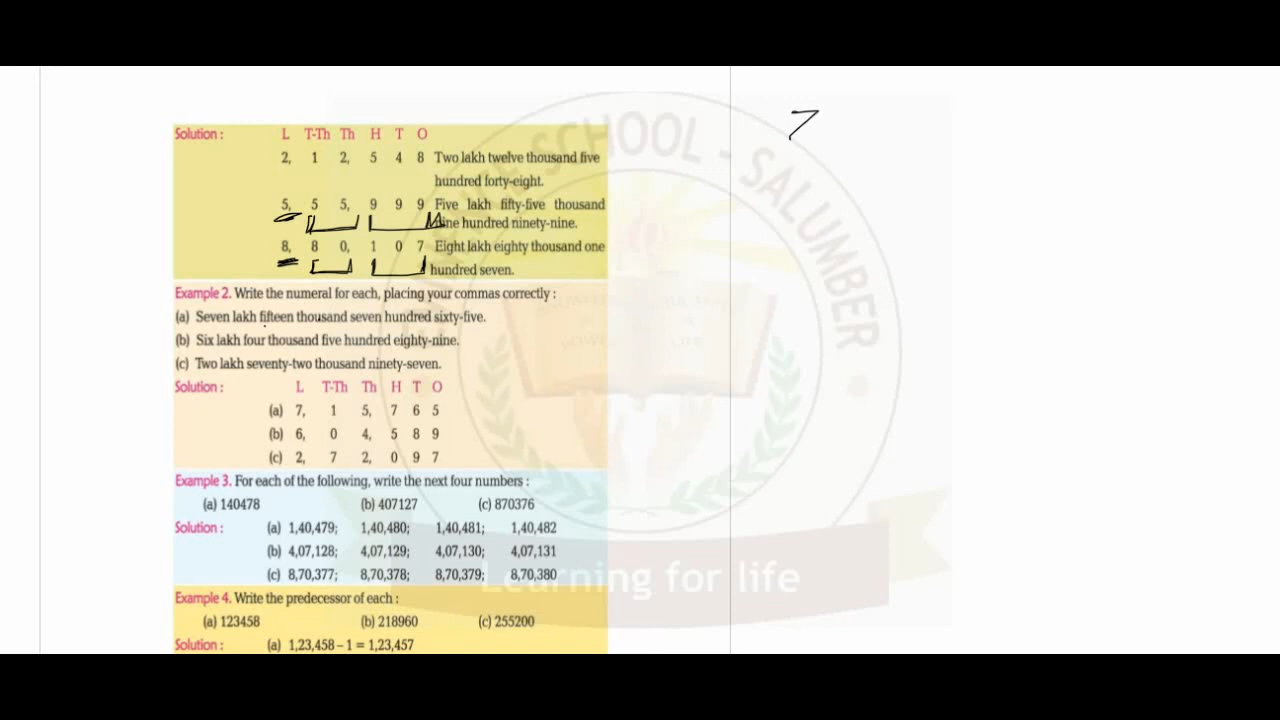 Solution : L T-Th Th H T O
2, 1 2, 5 4 8 Two lakh twelve thousand five
hundred forty-eight.
5, 5 5, 9 9 9 Five lakh fifty-five thousand
nine hundred ninety-nine.
8, 8 0, 1 0 7 Eight lakh eighty thousand one
hundred seven.
Example 2. Write the numeral for each, placing your commas correctly :
(a) Seven lakh fifteen thousand seven hundred sixty-five.
(b) Six lakh four thousand five hundred eighty-nine.
(c) Two lakh seventy-two thousand ninety-seven.
Solution : L T-Th Th H T O
(a) 7, 1 5, 7 6 5
(b) 6, 0 4, 5 8 9
(c) 2, 7 2, 0 9 7
Example 3. For each of the following, write the next four numbers :
(a) 140478 (b) 407127 (c) 870376
Solution : (a) 1,40,479; 1,40,480; 1,40,481; 1,40,482
(b) 4,07,128; 4,07,129; 4,07,130; 4,07,131
(c) 8,70,377; 8,70,378; 8,70,379; 8,70,380
Example 4. Write the predecessor of each :
(a) 123458 (b) 218960 (c) 255200
Solution : (a) 1,23,458 – 1 = 1,23,457
7
SCHOOL - SALUMBER
Learning for life